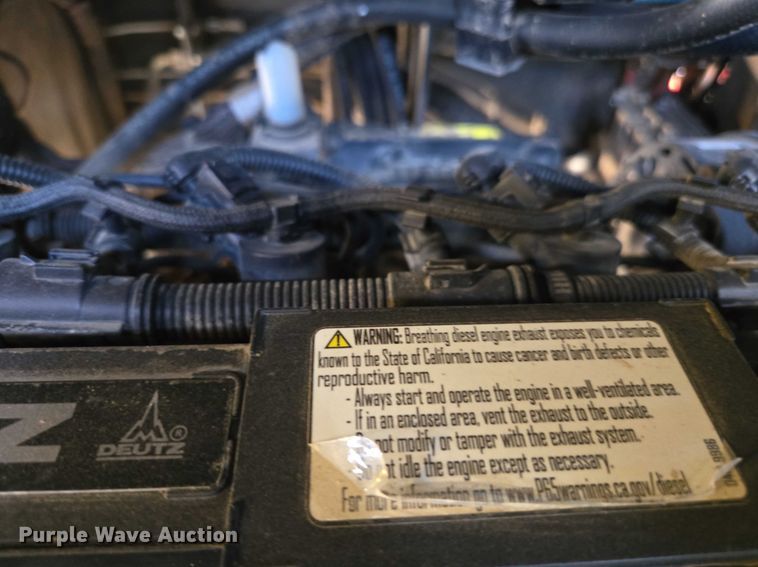 WARNING: Breathing diesel engine exhaust exposes you to chemicals
known to the State of California to cause cancer and birth defects or other
reproductive harm.
- Always start and operate the engine in a well-ventilated area.
- If in an enclosed area, vent the exhaust to the outside.
not modify or tamper with the exhaust system.
idle the engine except as necessary.
For more information go to www.P65warnings.ca.gov/diesel
Z
DEUTZ®
Purple Wave Auction